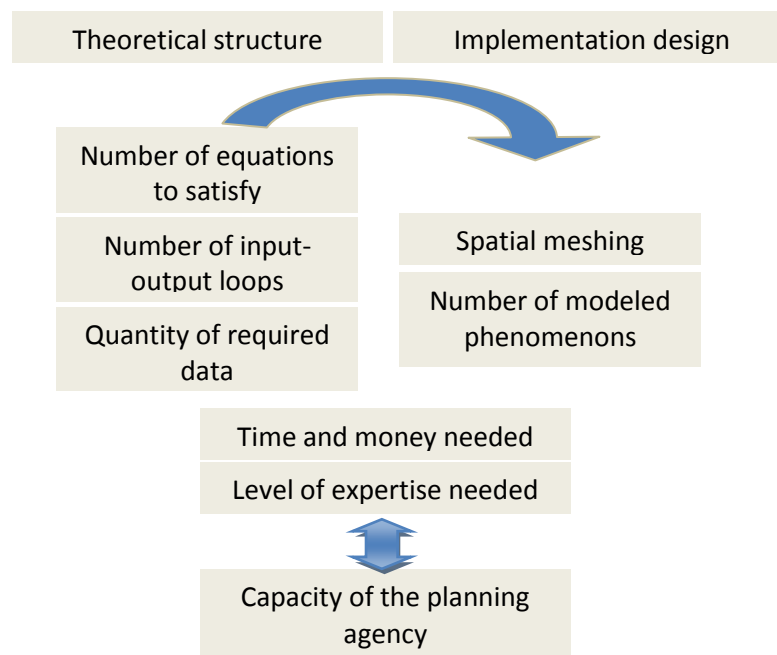 Theoretical structure
Implementation design
Number of equations
to satisfy
Number of input-
output loops
Quantity of required
data
Spatial meshing
Number of modeled
phenomenons
Time and money needed
Level of expertise needed
Capacity of the planning
agency